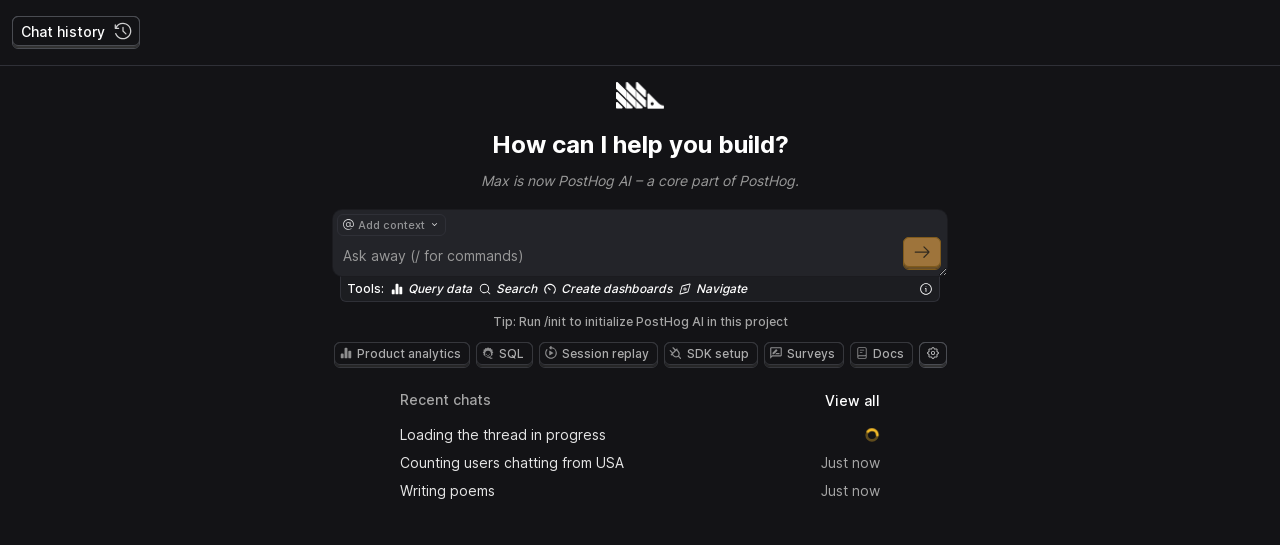 Chat history
How can I help you build?
Max is now PostHog AI – a core part of PostHog.
@ Add context
Ask away (/ for commands)
Tools: Query data Search Create dashboards Navigate
Tip: Run /init to initialize PostHog AI in this project
Product analytics SQL Session replay SDK setup Surveys Docs
Recent chats View all
Loading the thread in progress
Counting users chatting from USA Just now
Writing poems Just now